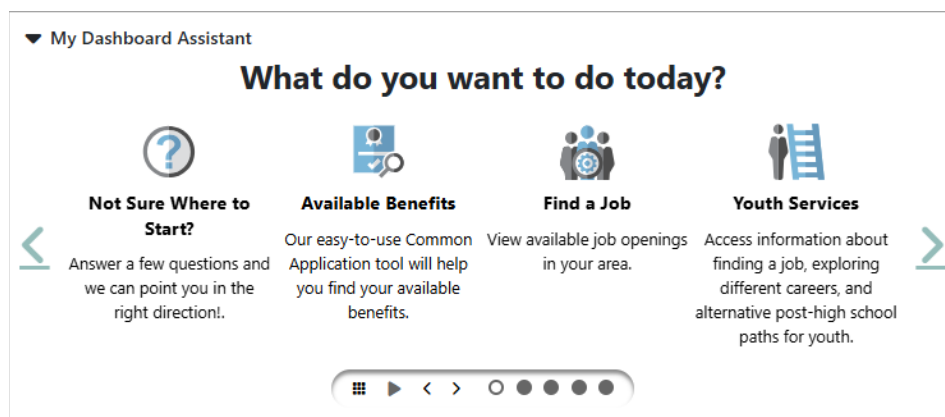 My Dashboard Assistant
What do you want to do today?
Not Sure Where to
Start?
Answer a few questions and
we can point you in the
right direction!.
Available Benefits
Our easy-to-use Common
Application tool will help
you find your available
benefits.
Find a Job
View available job openings
in your area.
Youth Services
Access information about
finding a job, exploring
different careers, and
alternative post-high school
paths for youth.